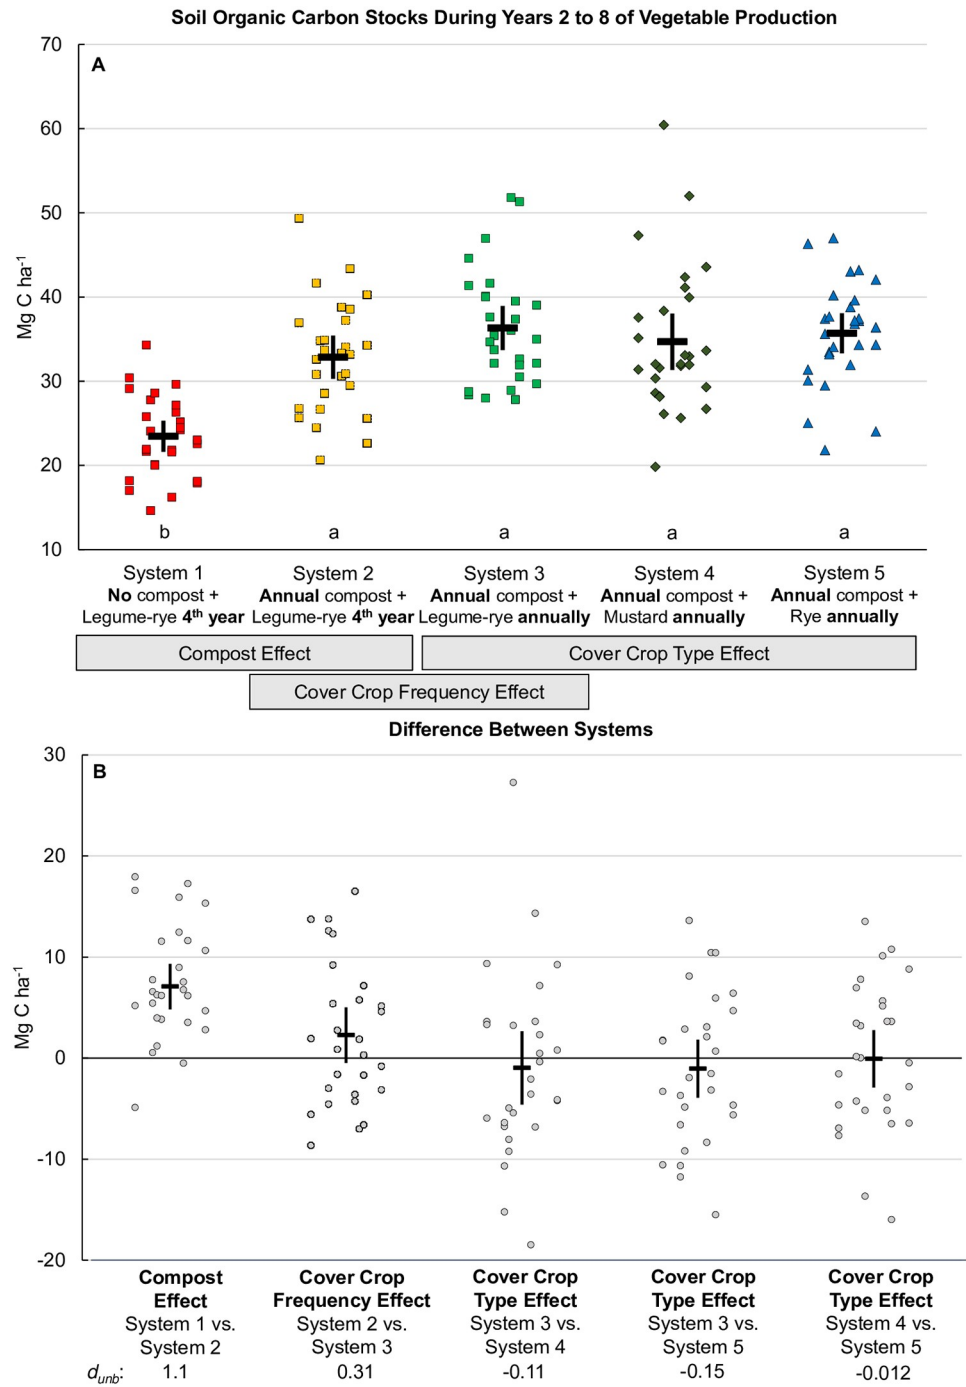 Soil Organic Carbon Stocks During Years 2 to 8 of Vegetable Production
70
A
60
50
40
30
20
10
Mg C ha-1
b a a a a
System 1 System 2 System 3 System 4 System 5
No compost + Annual compost + Annual compost + Annual compost + Annual compost +
Legume-rye 4th year Legume-rye 4th year Legume-rye annually Mustard annually Rye annually
Compost Effect Cover Crop Type Effect
Cover Crop Frequency Effect
Difference Between Systems
30
B
20
10
0
-10
-20
Mg C ha-1
Compost Cover Crop Cover Crop Cover Crop Cover Crop
Effect Frequency Effect Type Effect Type Effect Type Effect
System 1 vs. System 2 vs. System 3 vs. System 3 vs. System 4 vs.
System 2 System 3 System 4 System 5 System 5
dunb: 1.1 0.31 -0.11 -0.15 -0.012